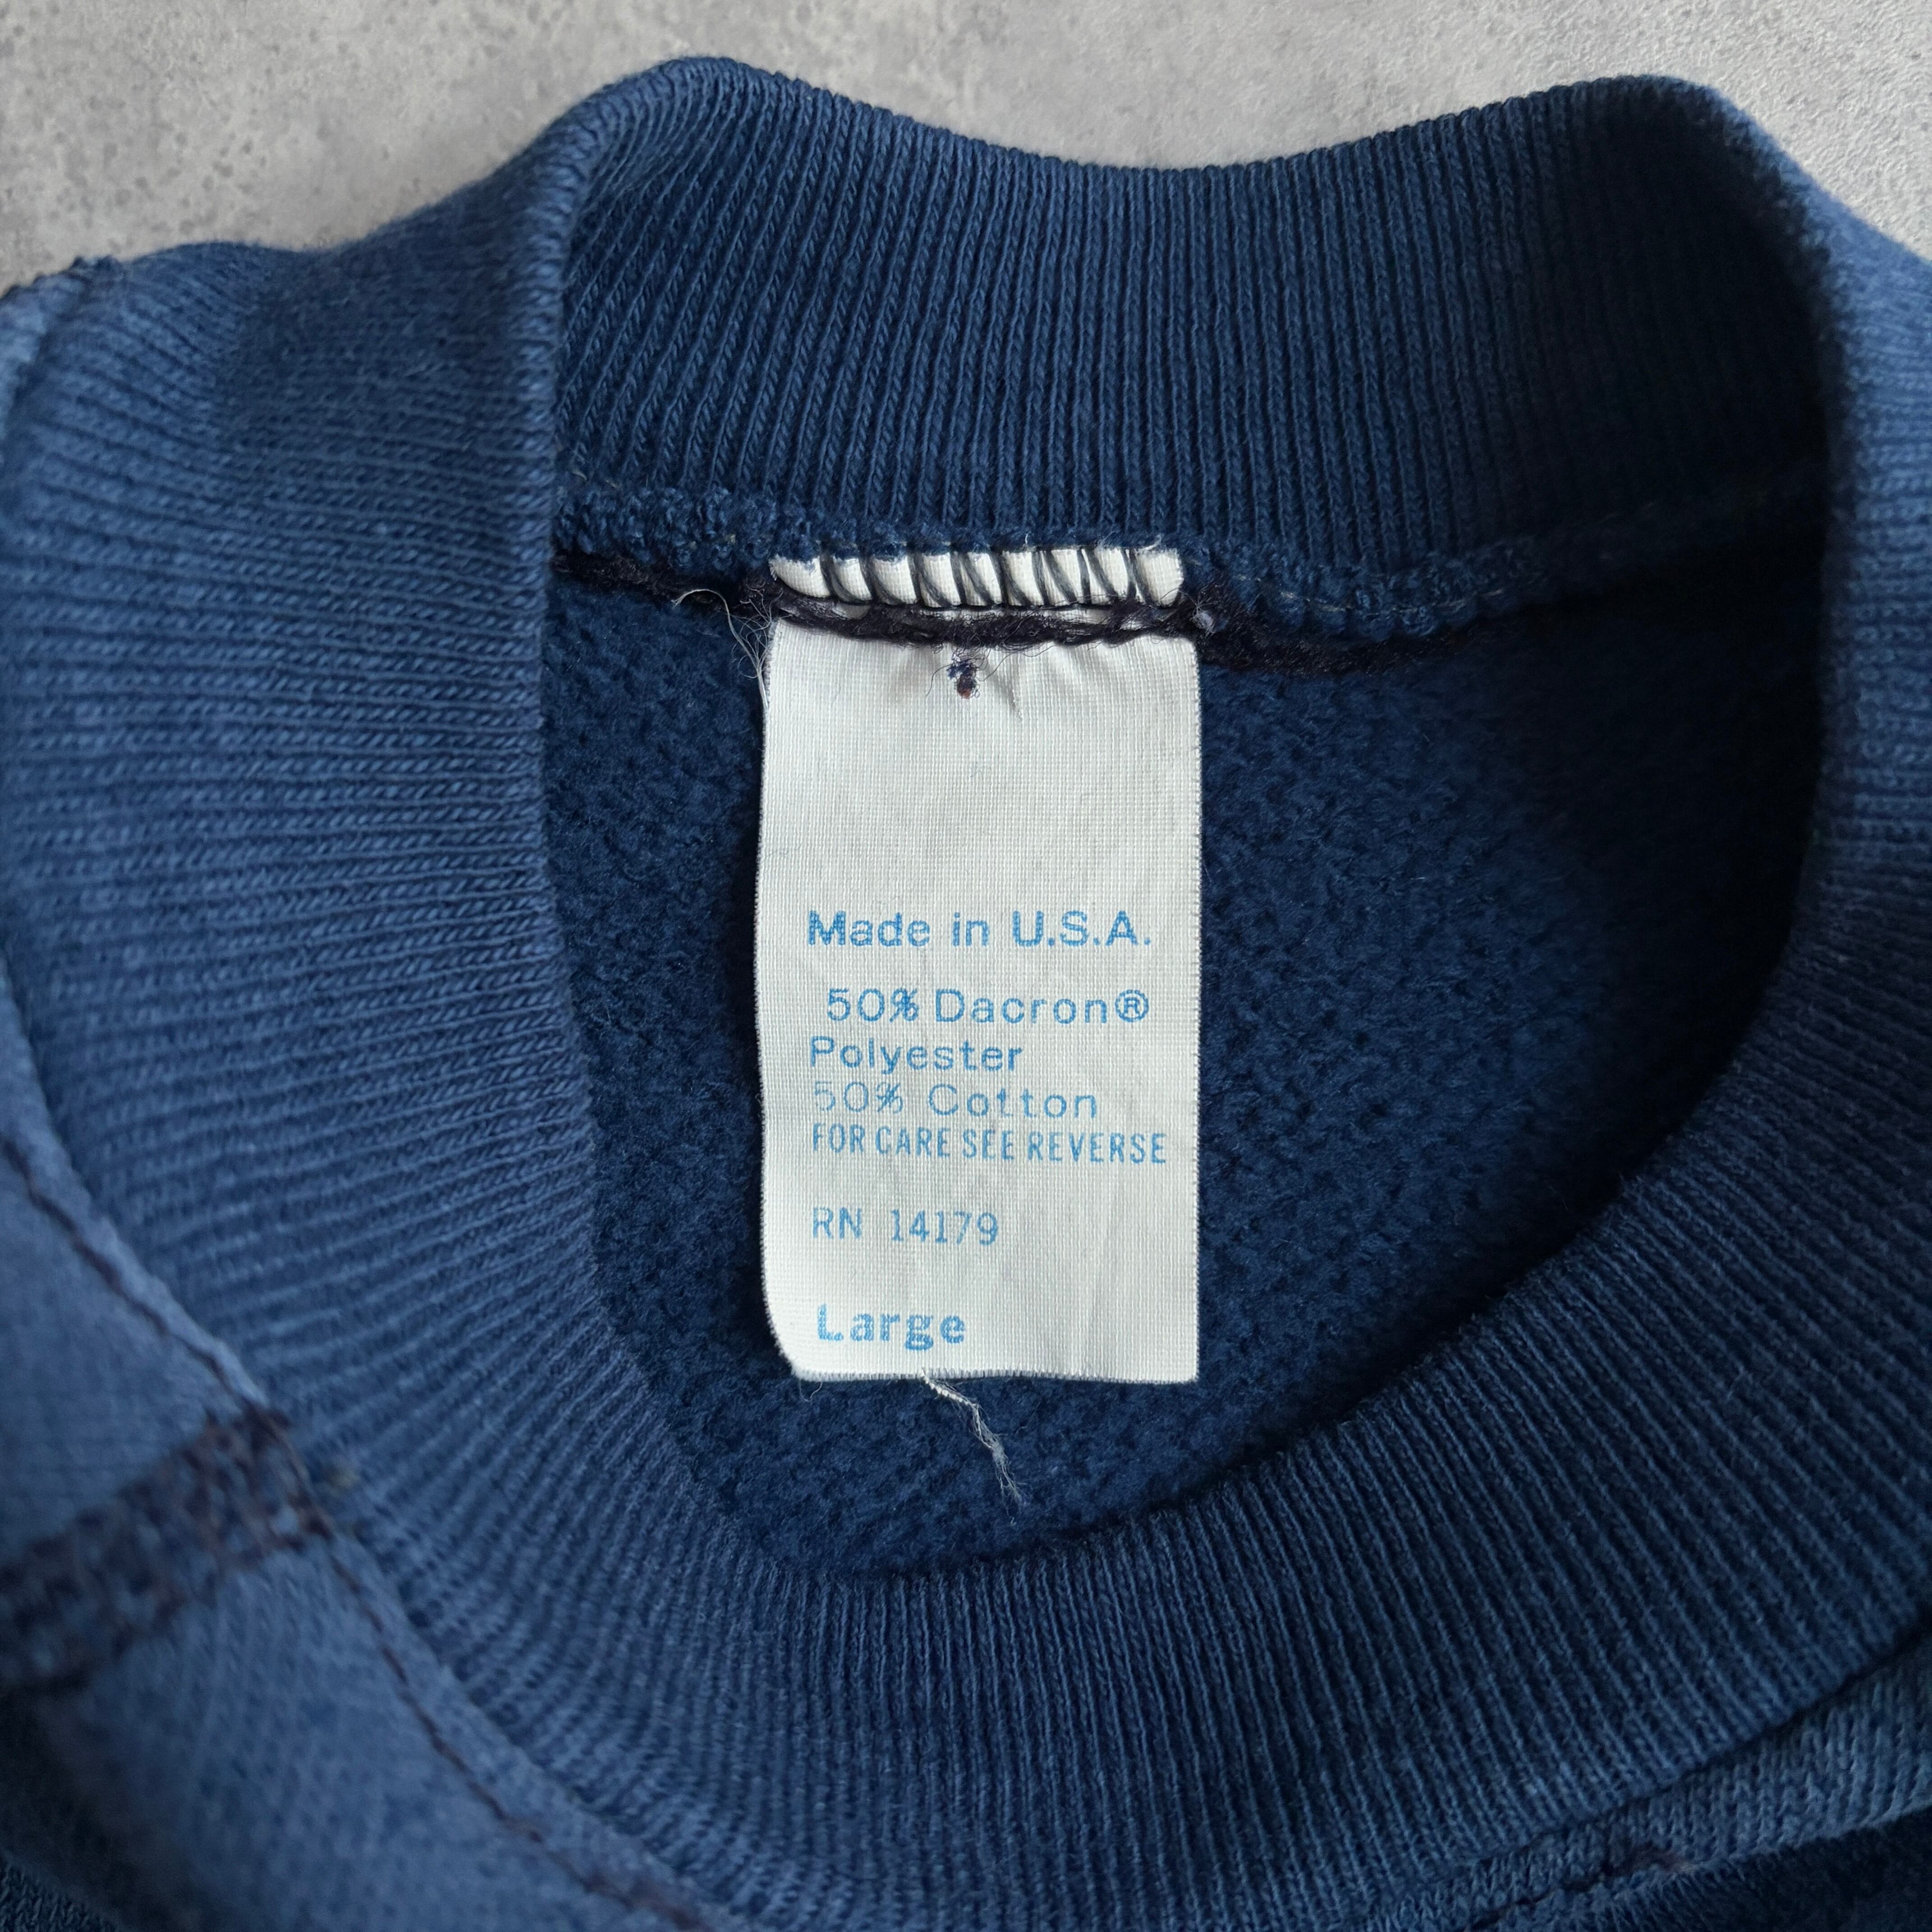 Made in U.S.A.
50% Dacron®
Polyester
50% Cotton
FOR CARE SEE REVERSE
RN 14179
Large